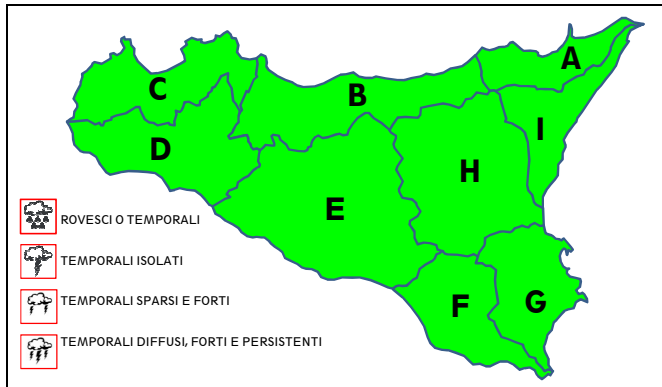 A
C
B
I
D
H
E
F
G
ROVESCI O TEMPORALI
TEMPORALI ISOLATI
TEMPORALI SPARSI E FORTI
TEMPORALI DIFFUSI, FORTI E PERSISTENTI